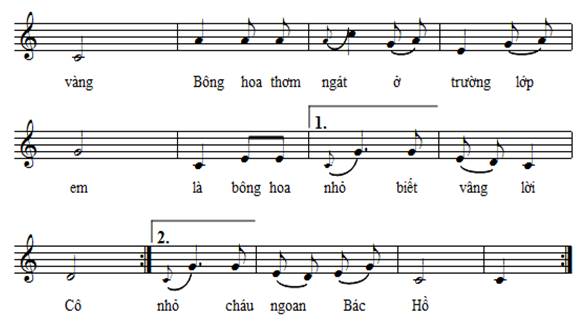 vàng Bông hoa thơm ngát ở trường lớp
1.
em là bông hoa nhỏ biết vâng lời
2.
Cô nhỏ cháu ngoan Bác Hồ